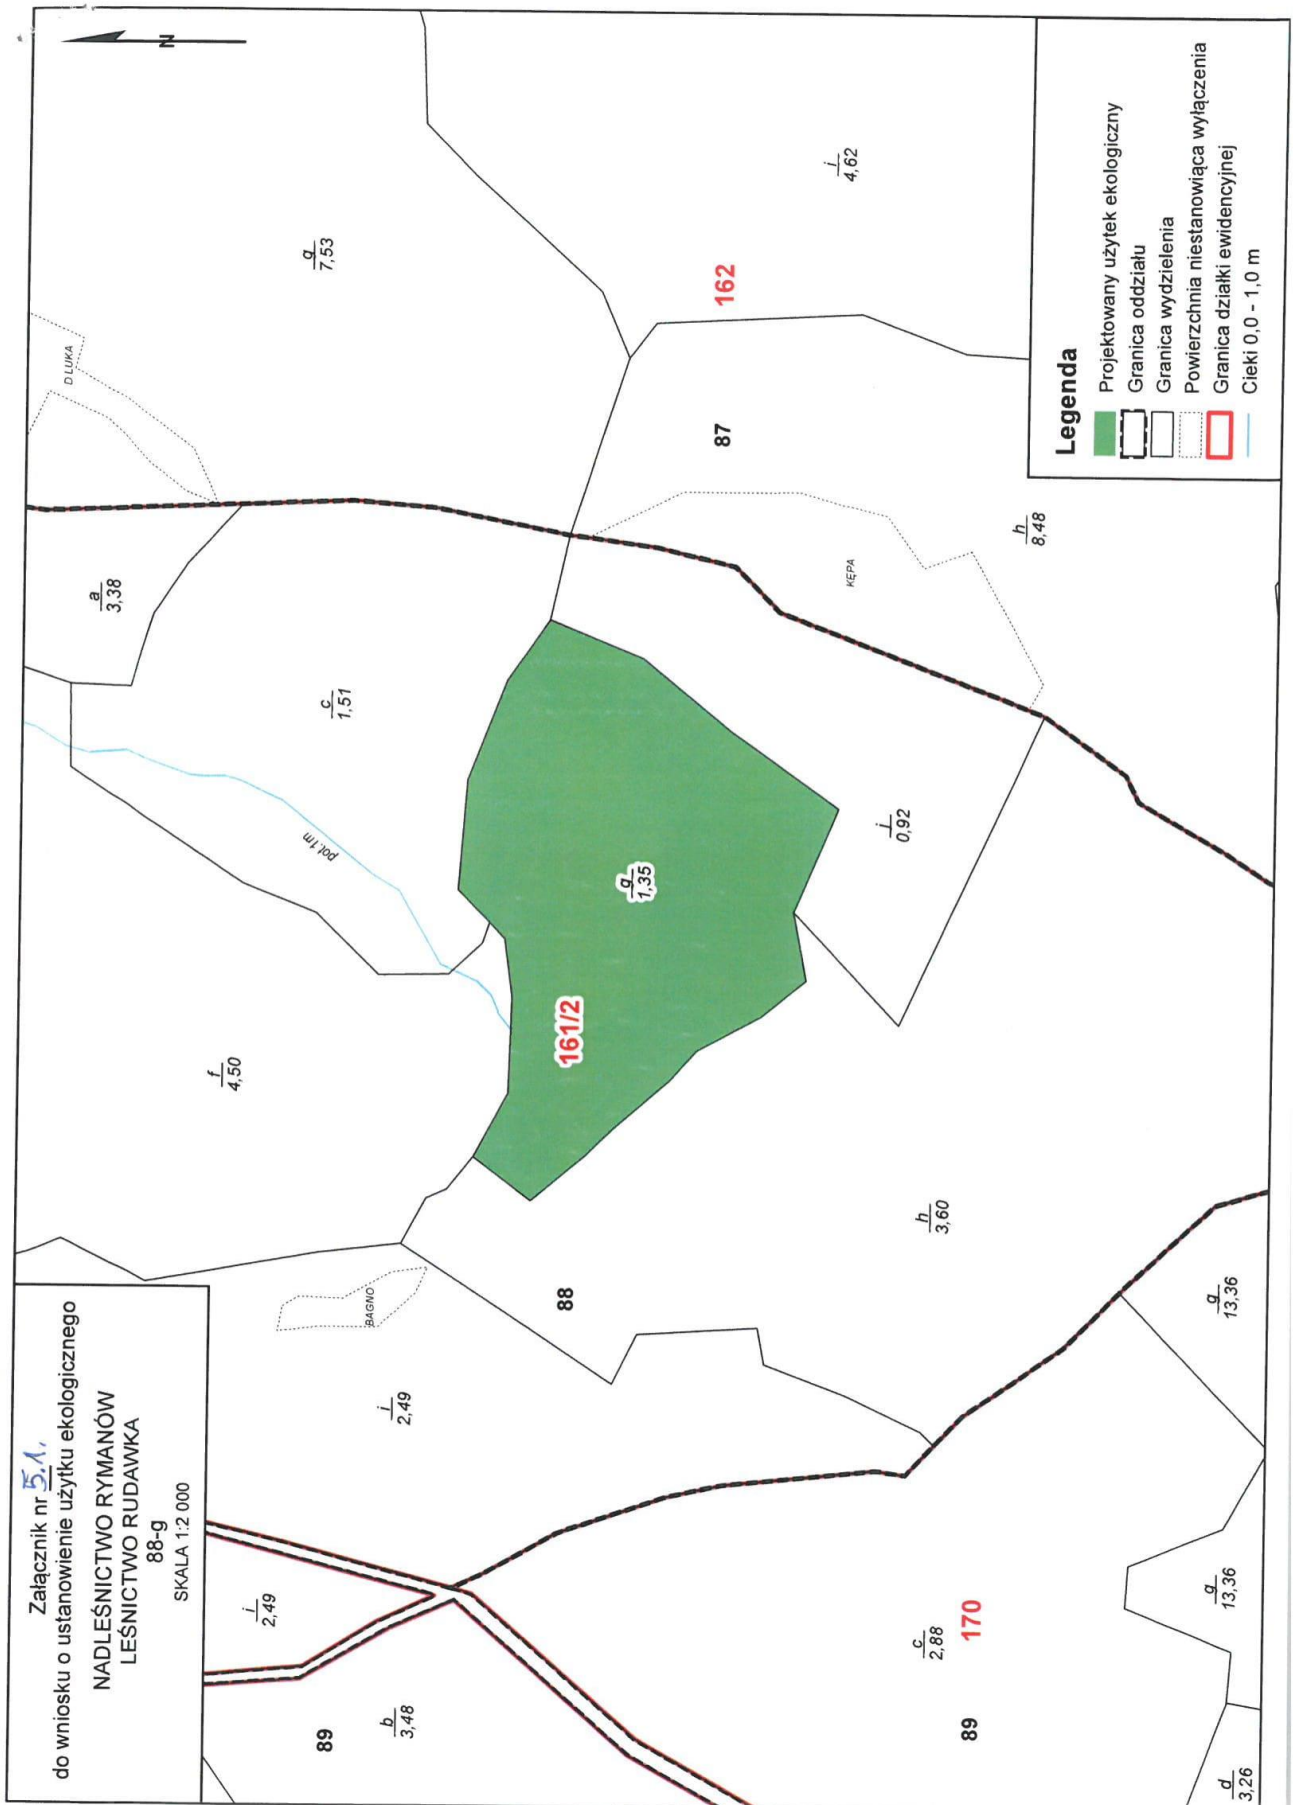 Załącznik nr 5.1.
do wniosku o ustanowienie użytku ekologicznego
NADLEŚNICTWO RYMANÓW
LEŚNICTWO RUDAWKA
88-g
SKALA 1:2 000
N
f
4,50
a
3,38
c
1,51
pot.1m
D LUKA
g
7,53
i
4,62
162
87
KĘPA
h
8,48
161/2
g
1,35
j
0,92
h
3,60
88
BAGNO
i
2,49
i
2,49
b
3,48
89
c
2,88
170
89
g
13,36
g
13,36
d
3,26
Legenda
Projektowany użytek ekologiczny
Granica oddziału
Granica wydzielenia
Powierzchnia niestanowiąca wyłączenia
Granica działki ewidencyjnej
Cieki 0,0 - 1,0 m